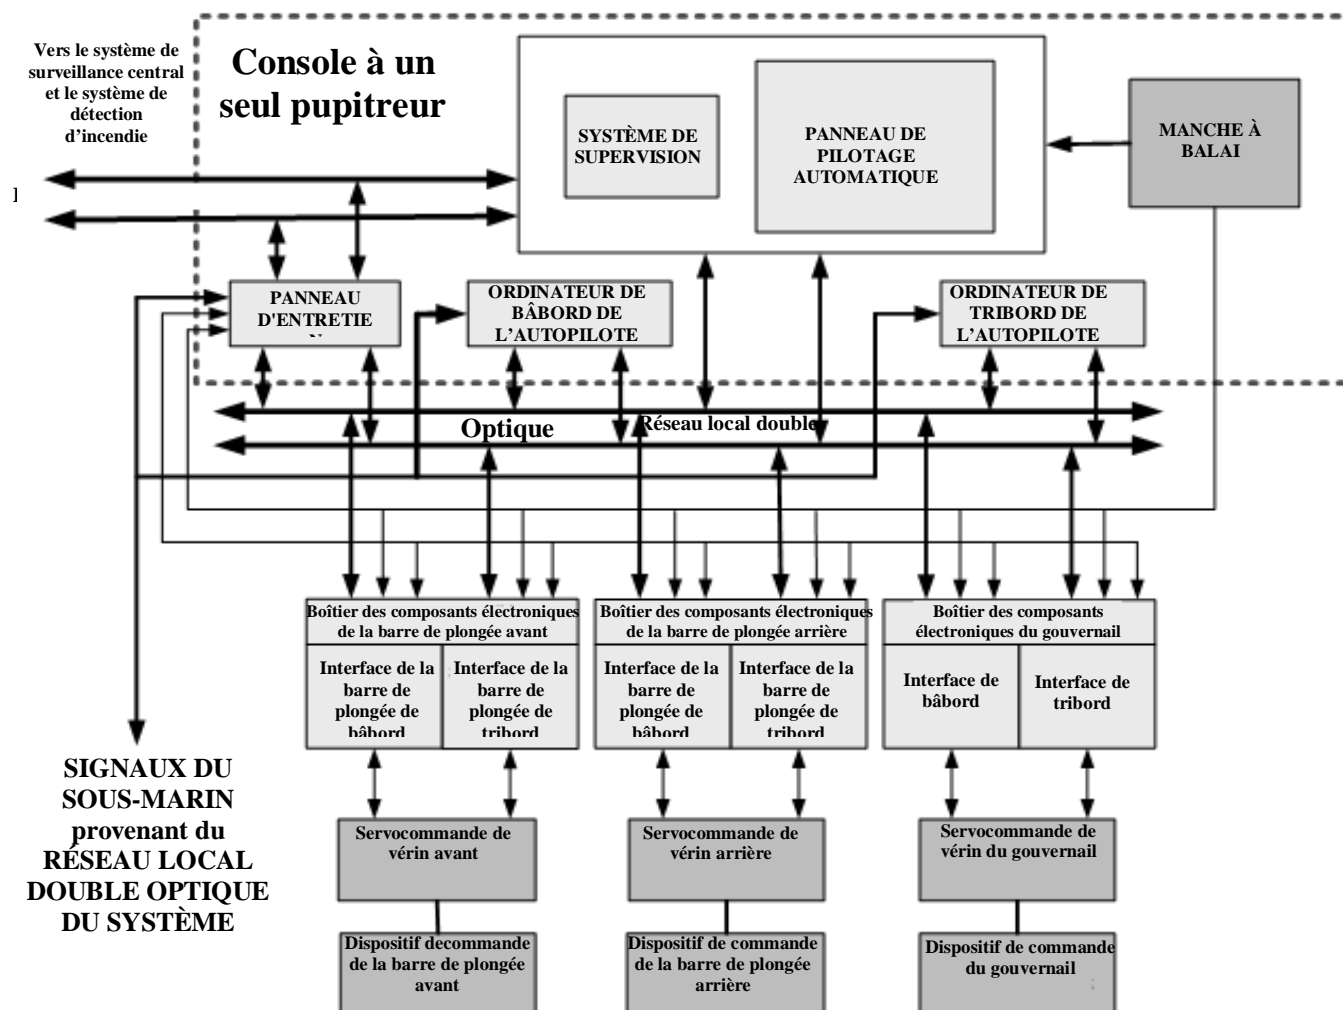 Vers le système de
surveillance central
et le système de
détection
d'incendie
Console à un
seul pupitreur
SYSTÈME DE
SUPERVISION
PANNEAU DE
PILOTAGE
AUTOMATIQUE
MANCHE À
BALAI
PANNEAU
D'ENTRETIE
ORDINATEUR DE
BÂBORD DE
L'AUTOPILOTE
ORDINATEUR DE
TRIBORD DE
L'AUTOPILOTE
Optique
Réseau local double
Boîtier des composants électroniques
de la barre de plongée avant
Interface de la
barre de
plongée de
bâbord
Interface de la
barre de
plongée de
tribord
Boîtier des composants électroniques
de la barre de plongée arrière
Interface de la
barre de
plongée de
bâbord
Interface de la
barre de
plongée de
tribord
Boîtier des composants
électroniques du gouvernail
Interface de
bâbord
Interface de
tribord
SIGNAUX DU
SOUS-MARIN
provenant du
RÉSEAU LOCAL
DOUBLE OPTIQUE
DU SYSTÈME
Servocommande de
vérin avant
Servocommande de
vérin arrière
Servocommande de
vérin du gouvernail
Dispositif decommande
de la barre de plongée
avant
Dispositif de commande
de la barre de plongée
arrière
Dispositif de commande
du gouvernail